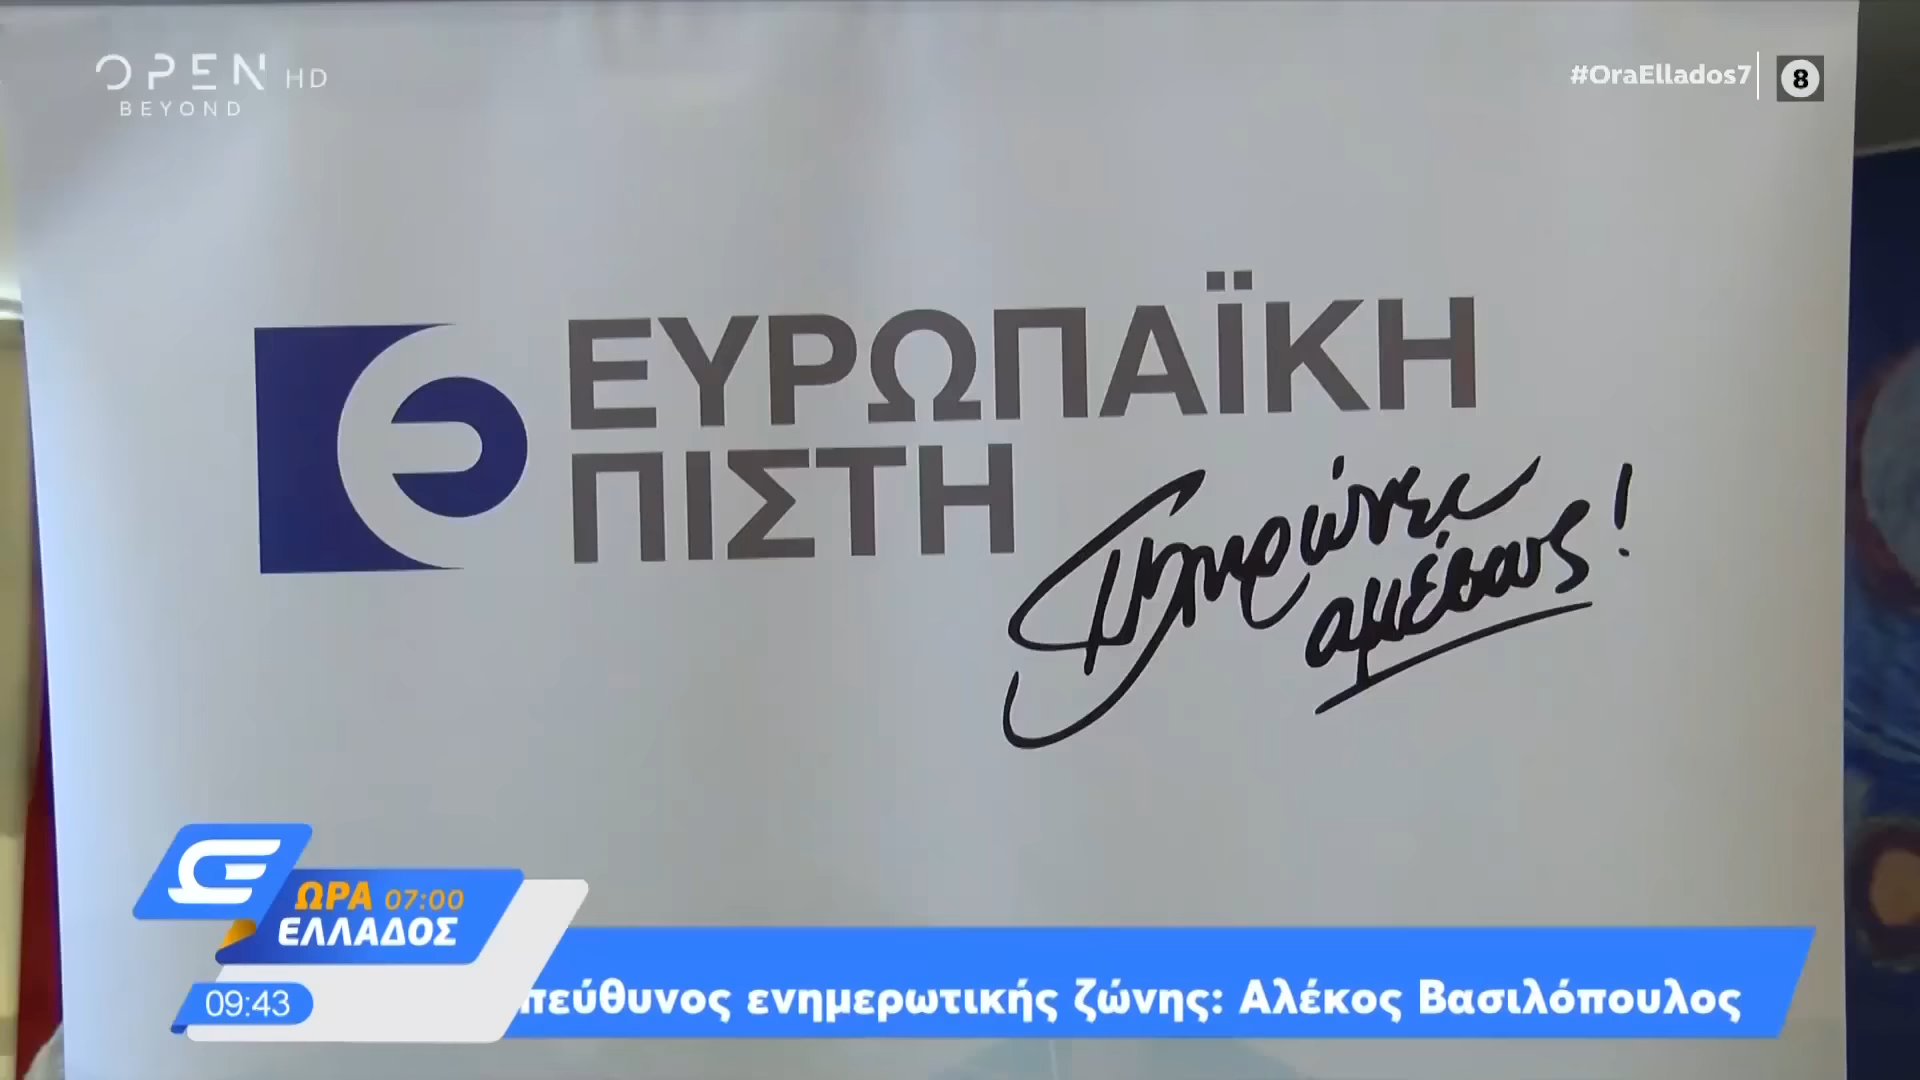 OPEN HD
BEYOND
#OraEllados7
8
ΕΥΡΩΠΑΪΚΗ
ΠΙΣΤΗ
πληρώνει
αμέσως!
ΩΡΑ 07:00
ΕΛΛΑΔΟΣ
09:43
πεύθυνος ενημερωτικής ζώνης: Αλέκος Βασιλόπουλος